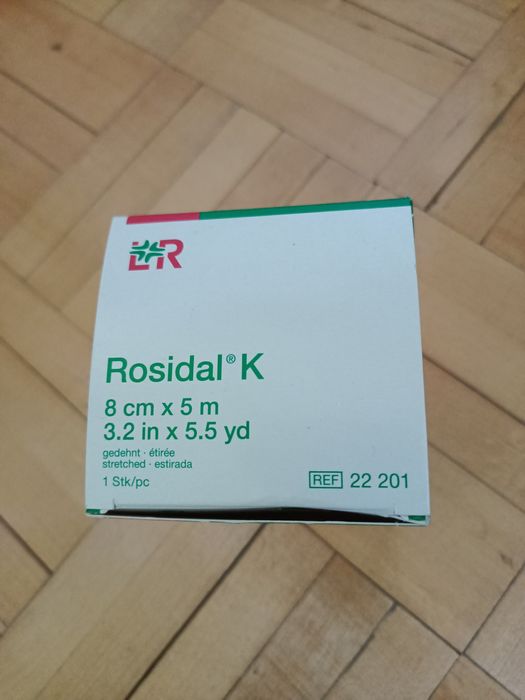 L&R
Rosidal® K
8 cm x 5 m
3.2 in x 5.5 yd
gedehnt · étirée
stretched · estirada
1 Stk/pc
REF 22 201